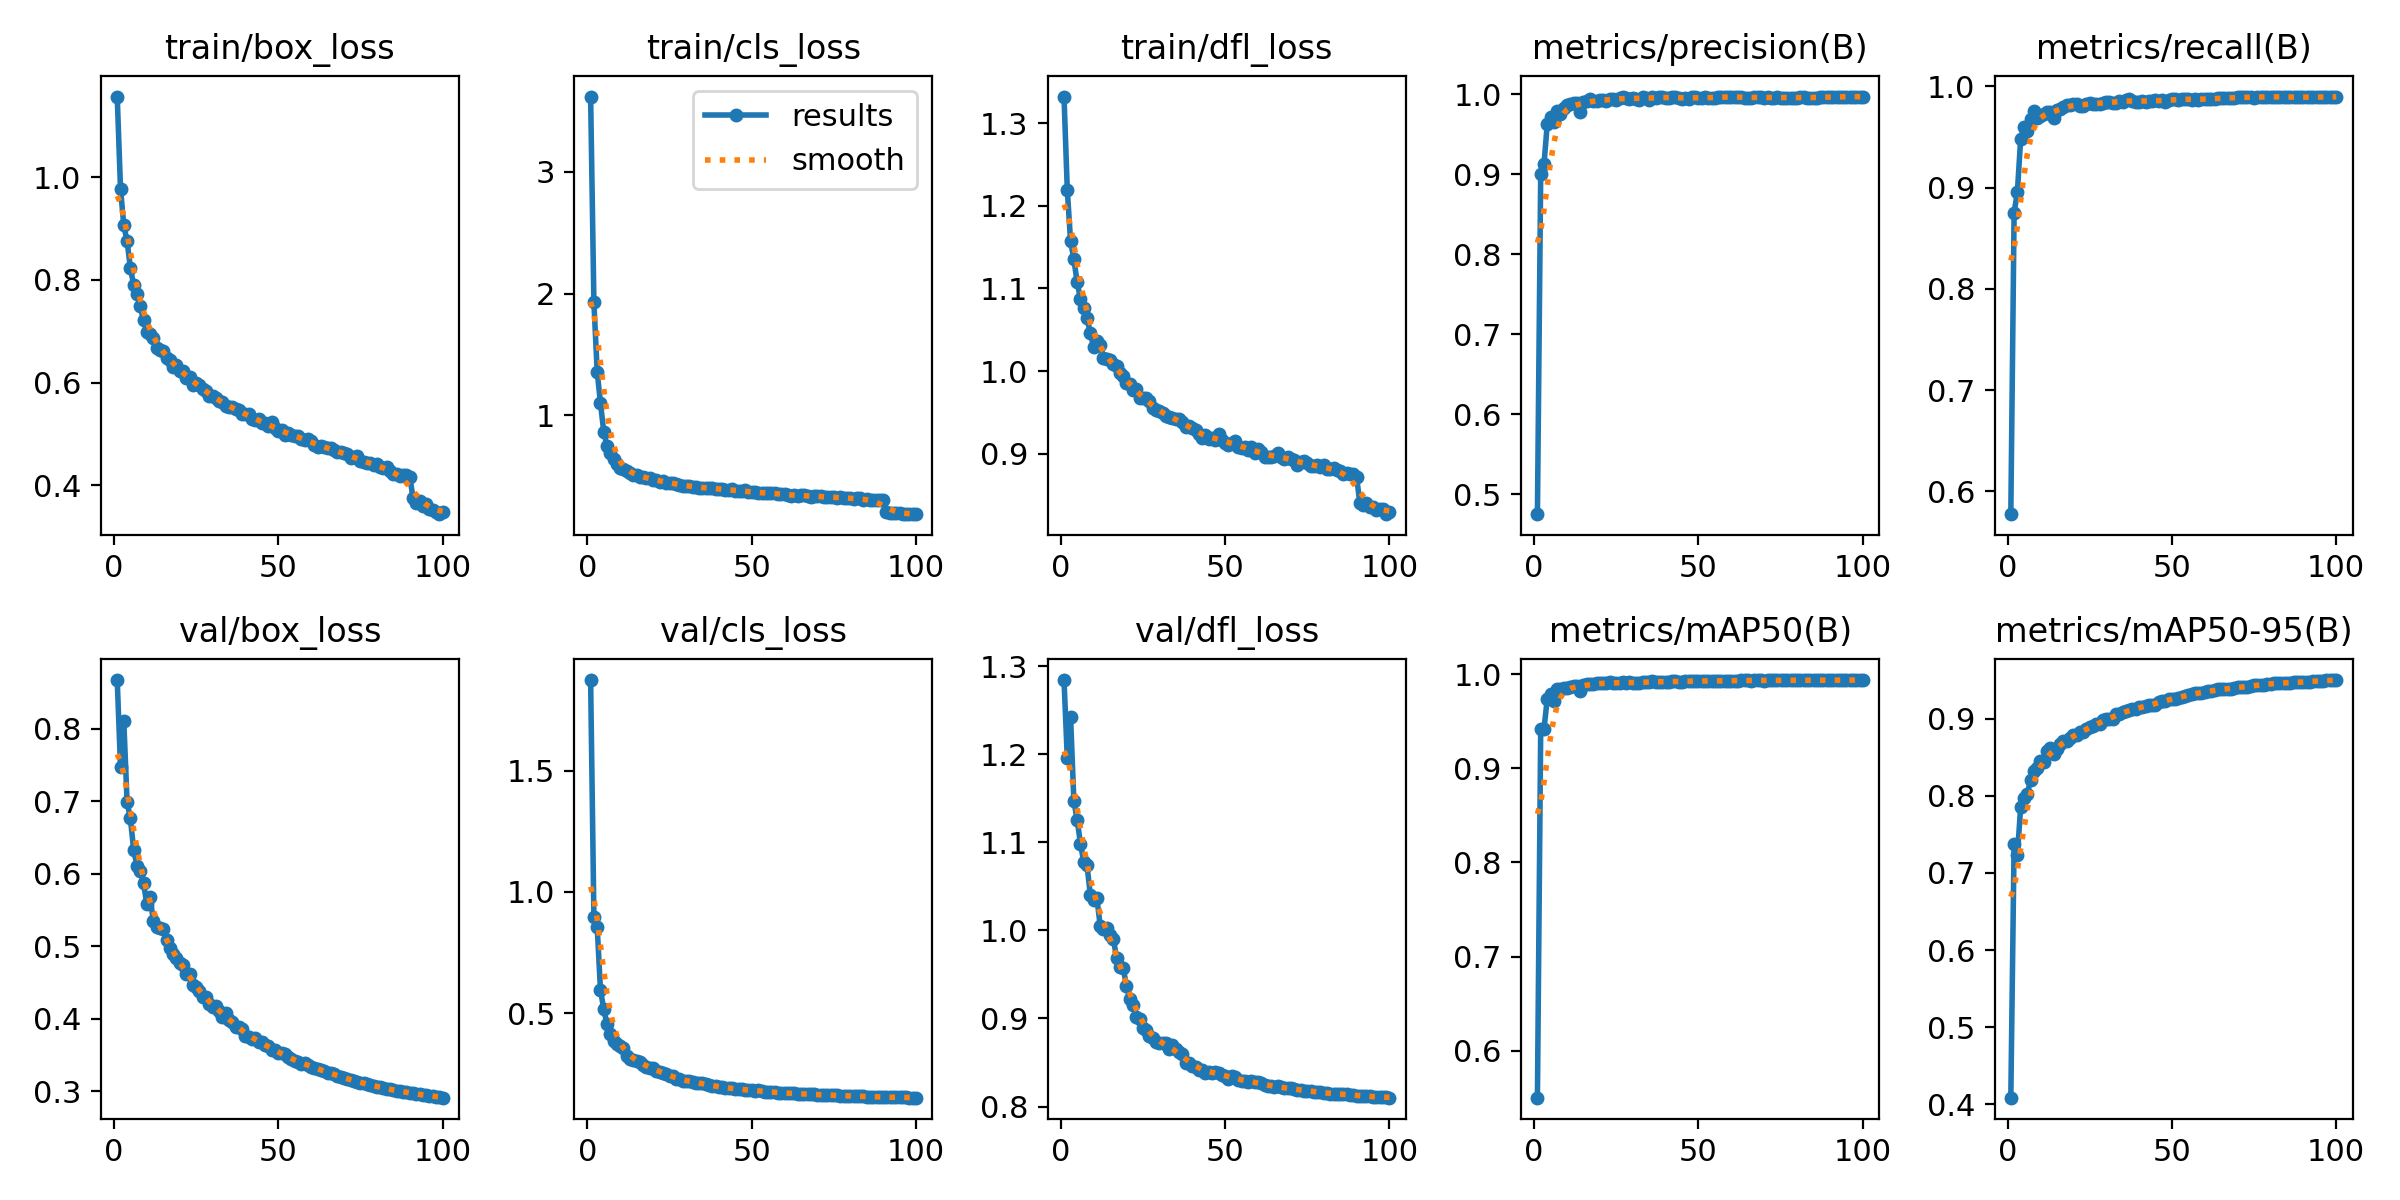 train/box_loss
1.0
0.8
0.6
0.4
0 50 100
train/cls_loss
results
smooth
3
2
1
0 50 100
train/dfl_loss
1.3
1.2
1.1
1.0
0.9
0 50 100
metrics/precision(B)
1.0
0.9
0.8
0.7
0.6
0.5
0 50 100
metrics/recall(B)
1.0
0.9
0.8
0.7
0.6
0 50 100
val/box_loss
0.8
0.7
0.6
0.5
0.4
0.3
0 50 100
val/cls_loss
1.5
1.0
0.5
0 50 100
val/dfl_loss
1.3
1.2
1.1
1.0
0.9
0.8
0 50 100
metrics/mAP50(B)
1.0
0.9
0.8
0.7
0.6
0 50 100
metrics/mAP50-95(B)
0.9
0.8
0.7
0.6
0.5
0.4
0 50 100